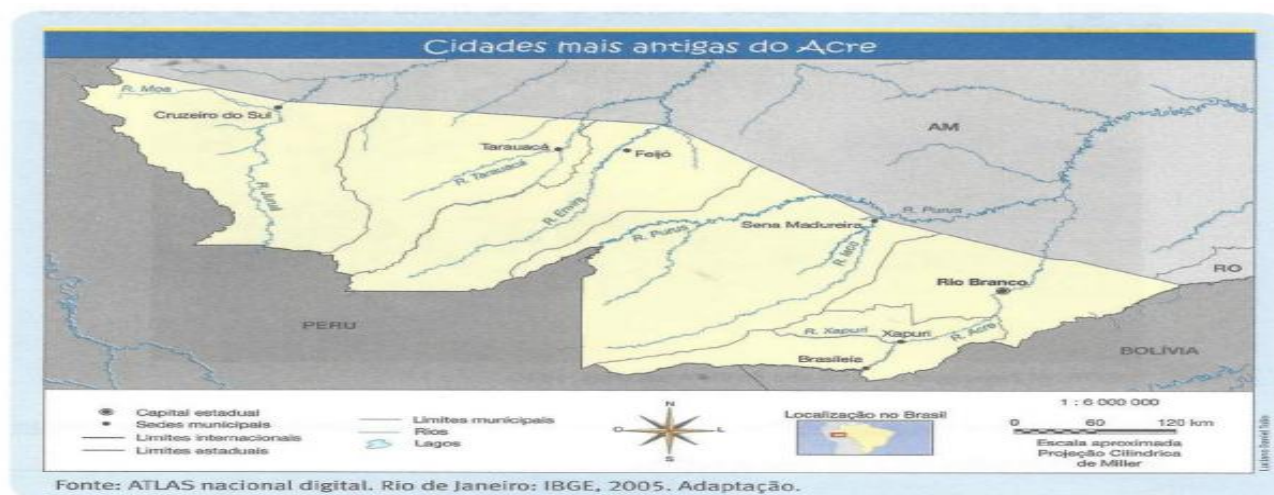 Cidades mais antigas do Acre
R. Moa
Cruzeiro do Sul
AM
Tarauacá
Feijó
R. Tarauacá
R. Juruá
R. Envira
R. Purus
R. Purus
Sena Madureira
R. Iaco
RO
Rio Branco
PERU
R. Xapuri
Xapuri
R. Acre
BOLÍVIA
Brasileia
Capital estadual
Sedes municipais
Limites internacionais
Limites estaduais
Limites municipais
Rios
Lagos
N
O
L
S
Localização no Brasil
1 : 6 000 000
0 60 120 km
Escala aproximada
Projeção Cilíndrica
de Miller
Fonte: ATLAS nacional digital. Rio de Janeiro: IBGE, 2005. Adaptação.